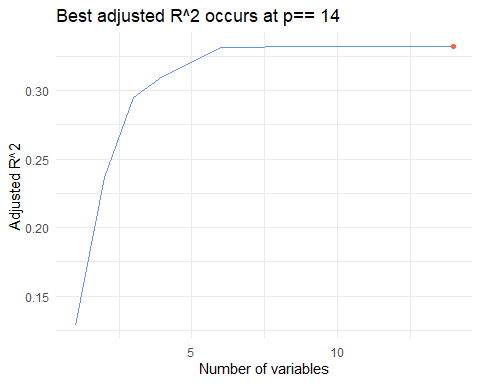 Best adjusted R^2 occurs at p== 14
Adjusted R^2
0.30
0.25
0.20
0.15
5
10
Number of variables